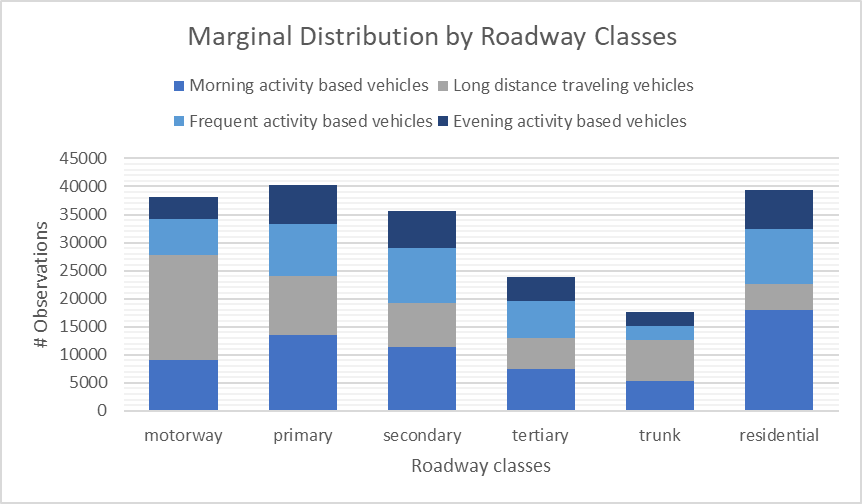 Marginal Distribution by Roadway Classes
Morning activity based vehicles Long distance traveling vehicles
Frequent activity based vehicles Evening activity based vehicles
# Observations
45000
40000
35000
30000
25000
20000
15000
10000
5000
0
motorway primary secondary tertiary trunk residential
Roadway classes